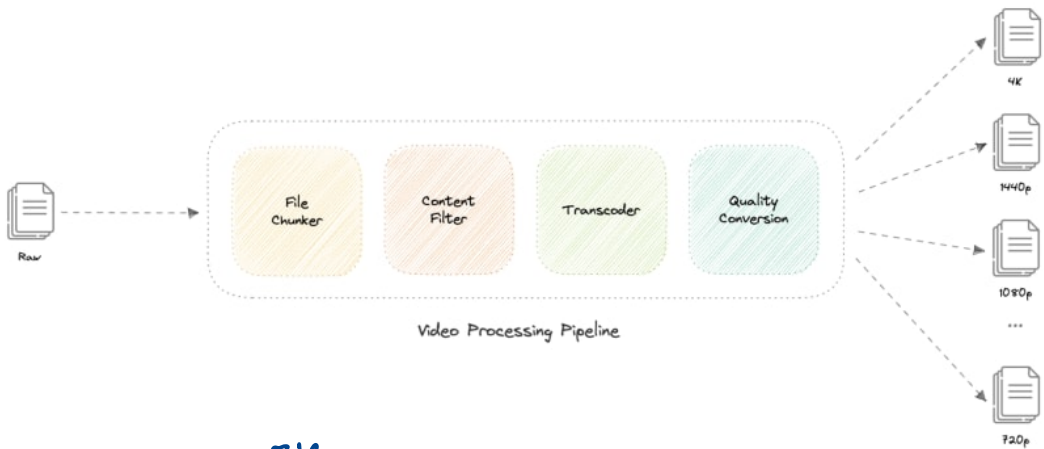 4K
1440p
File
Chunker
Content
Filter
Transcoder
Quality
Conversion
Raw
1080p
...
Video Processing Pipeline
720p